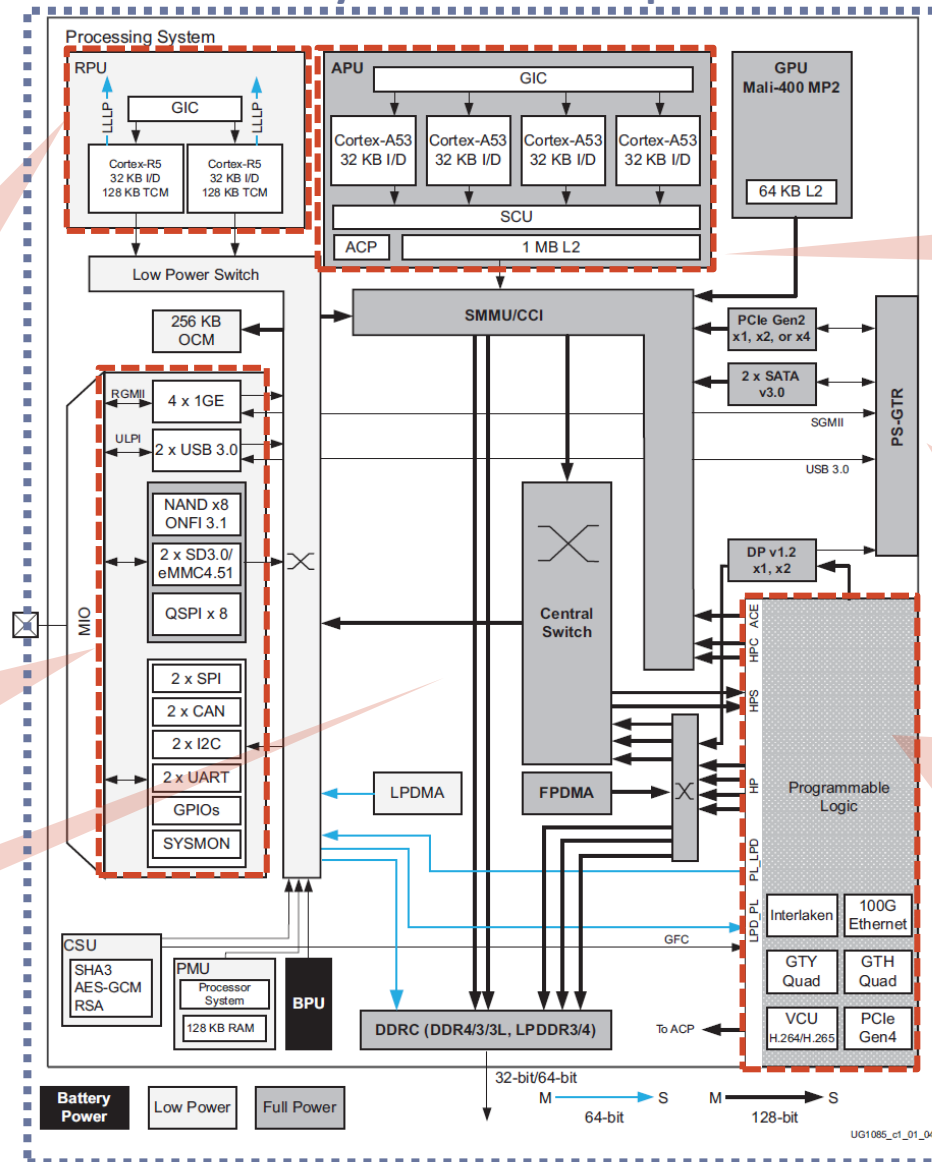 Processing System
RPU
LLLP
GIC
LLLP
Cortex-R5
32 KB I/D
128 KB TCM
Cortex-R5
32 KB I/D
128 KB TCM
APU
GIC
Cortex-A53
32 KB I/D
Cortex-A53
32 KB I/D
Cortex-A53
32 KB I/D
Cortex-A53
32 KB I/D
SCU
ACP
1 MB L2
GPU
Mali-400 MP2
64 KB L2
Low Power Switch
256 KB
OCM
SMMU/CCI
PCIe Gen2
x1, x2, or x4
2 x SATA
v3.0
PS-GTR
SGMII
USB 3.0
RGMII
4 x 1GE
ULPI
2 x USB 3.0
NAND x8
ONFI 3.1
2 x SD3.0/
eMMC4.51
QSPI x 8
MIO
2 x SPI
2 x CAN
2 x I2C
2 x UART
GPIOs
SYSMON
Central
Switch
DP v1.2
x1, x2
ACE
HPC
HPS
HP
PL_LPD
LPD_PL
Programmable
Logic
LPDMA
FPDMA
Interlaken
100G
Ethernet
GTY
Quad
GTH
Quad
VCU
H.264/H.265
PCIe
Gen4
GFC
CSU
SHA3
AES-GCM
RSA
PMU
Processor
System
128 KB RAM
BPU
DDRC (DDR4/3/3L, LPDDR3/4)
To ACP
32-bit/64-bit
Battery
Power
Low Power
Full Power
M S
64-bit
M S
128-bit
UG1085_c1_01_04